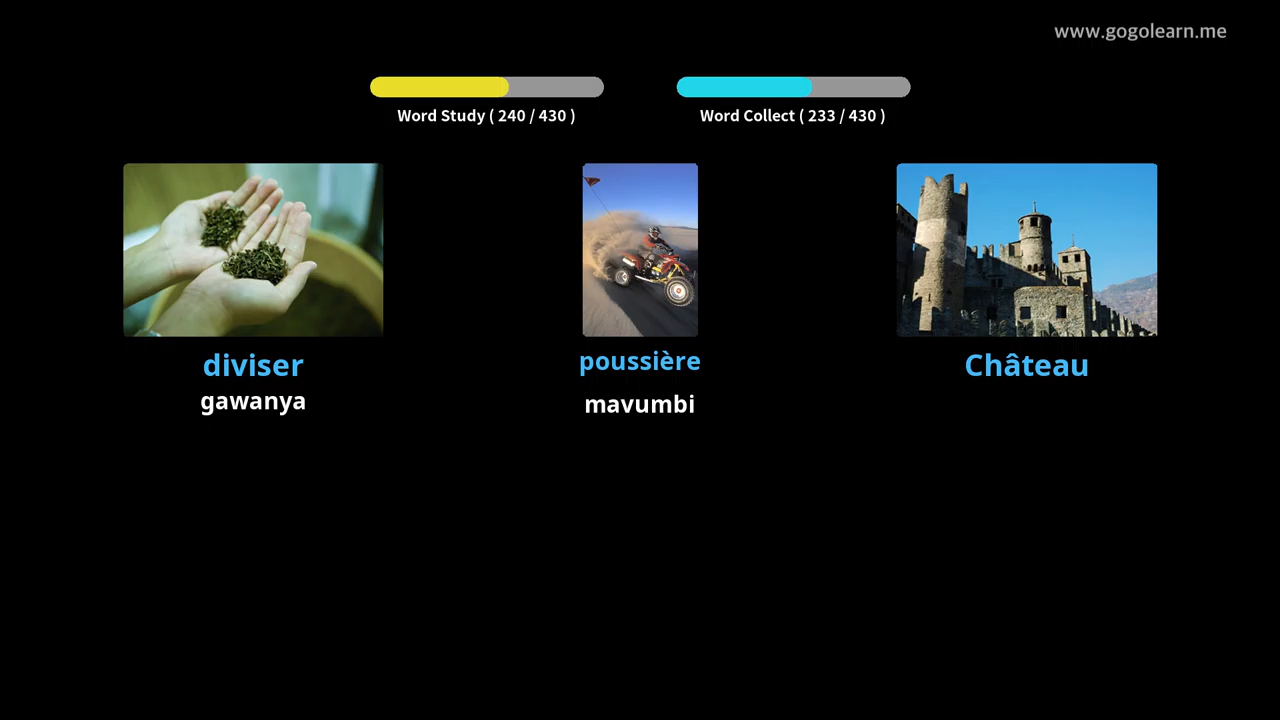 www.gogolearn.me
Word Study ( 240 / 430 )
Word Collect ( 233 / 430 )
diviser
gawanya
poussière
mavumbi
Château